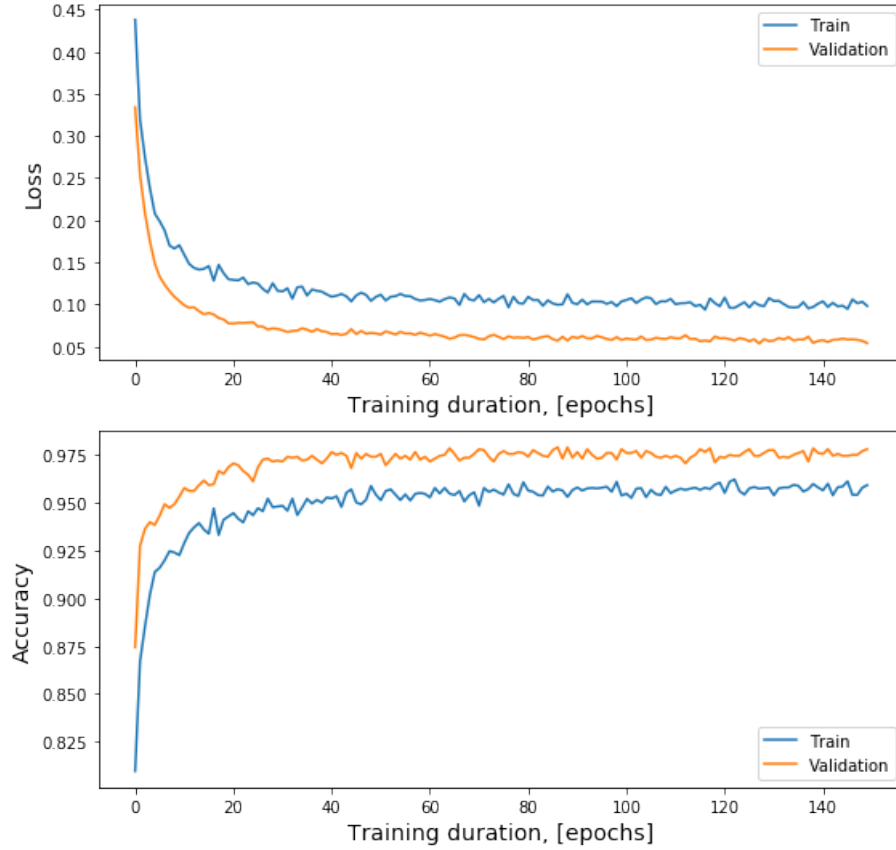 0.45
0.40
0.35
0.30
0.25
0.20
0.15
0.10
0.05
Loss
Train
Validation
0 20 40 60 80 100 120 140
Training duration, [epochs]
0.975
0.950
0.925
0.900
0.875
0.850
0.825
Accuracy
Train
Validation
0 20 40 60 80 100 120 140
Training duration, [epochs]